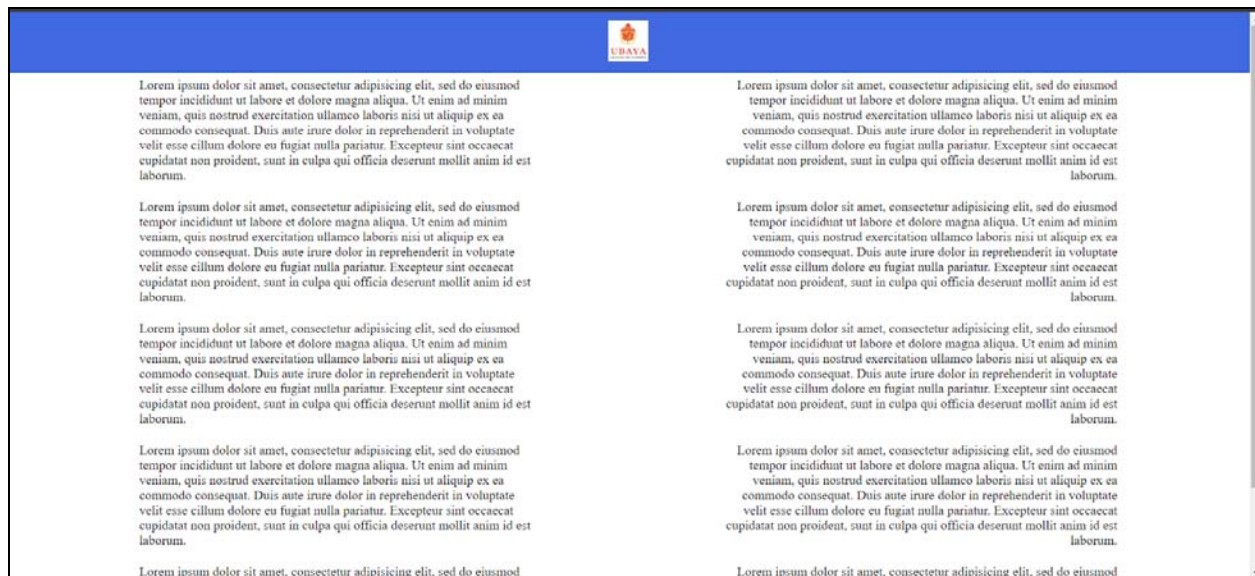 UBAYA
Lorem ipsum dolor sit amet, consectetur adipisicing elit, sed do eiusmod
tempor incididunt ut labore et dolore magna aliqua. Ut enim ad minim
veniam, quis nostrud exercitation ullamco laboris nisi ut aliquip ex ea
commodo consequat. Duis aute irure dolor in reprehenderit in voluptate
velit esse cillum dolore eu fugiat nulla pariatur. Excepteur sint occaecat
cupidatat non proident, sunt in culpa qui officia deserunt mollit anim id est
laborum.
Lorem ipsum dolor sit amet, consectetur adipisicing elit, sed do eiusmod
tempor incididunt ut labore et dolore magna aliqua. Ut enim ad minim
veniam, quis nostrud exercitation ullamco laboris nisi ut aliquip ex ea
commodo consequat. Duis aute irure dolor in reprehenderit in voluptate
velit esse cillum dolore eu fugiat nulla pariatur. Excepteur sint occaecat
cupidatat non proident, sunt in culpa qui officia deserunt mollit anim id est
laborum.
Lorem ipsum dolor sit amet, consectetur adipisicing elit, sed do eiusmod
tempor incididunt ut labore et dolore magna aliqua. Ut enim ad minim
veniam, quis nostrud exercitation ullamco laboris nisi ut aliquip ex ea
commodo consequat. Duis aute irure dolor in reprehenderit in voluptate
velit esse cillum dolore eu fugiat nulla pariatur. Excepteur sint occaecat
cupidatat non proident, sunt in culpa qui officia deserunt mollit anim id est
laborum.
Lorem ipsum dolor sit amet, consectetur adipisicing elit, sed do eiusmod
tempor incididunt ut labore et dolore magna aliqua. Ut enim ad minim
veniam, quis nostrud exercitation ullamco laboris nisi ut aliquip ex ea
commodo consequat. Duis aute irure dolor in reprehenderit in voluptate
velit esse cillum dolore eu fugiat nulla pariatur. Excepteur sint occaecat
cupidatat non proident, sunt in culpa qui officia deserunt mollit anim id est
laborum.
Lorem ipsum dolor sit amet, consectetur adipisicing elit, sed do eiusmod
Lorem ipsum dolor sit amet, consectetur adipisicing elit, sed do eiusmod
tempor incididunt ut labore et dolore magna aliqua. Ut enim ad minim
veniam, quis nostrud exercitation ullamco laboris nisi ut aliquip ex ea
commodo consequat. Duis aute irure dolor in reprehenderit in voluptate
velit esse cillum dolore eu fugiat nulla pariatur. Excepteur sint occaecat
cupidatat non proident, sunt in culpa qui officia deserunt mollit anim id est
laborum.
Lorem ipsum dolor sit amet, consectetur adipisicing elit, sed do eiusmod
tempor incididunt ut labore et dolore magna aliqua. Ut enim ad minim
veniam, quis nostrud exercitation ullamco laboris nisi ut aliquip ex ea
commodo consequat. Duis aute irure dolor in reprehenderit in voluptate
velit esse cillum dolore eu fugiat nulla pariatur. Excepteur sint occaecat
cupidatat non proident, sunt in culpa qui officia deserunt mollit anim id est
laborum.
Lorem ipsum dolor sit amet, consectetur adipisicing elit, sed do eiusmod
tempor incididunt ut labore et dolore magna aliqua. Ut enim ad minim
veniam, quis nostrud exercitation ullamco laboris nisi ut aliquip ex ea
commodo consequat. Duis aute irure dolor in reprehenderit in voluptate
velit esse cillum dolore eu fugiat nulla pariatur. Excepteur sint occaecat
cupidatat non proident, sunt in culpa qui officia deserunt mollit anim id est
laborum.
Lorem ipsum dolor sit amet, consectetur adipisicing elit, sed do eiusmod
tempor incididunt ut labore et dolore magna aliqua. Ut enim ad minim
veniam, quis nostrud exercitation ullamco laboris nisi ut aliquip ex ea
commodo consequat. Duis aute irure dolor in reprehenderit in voluptate
velit esse cillum dolore eu fugiat nulla pariatur. Excepteur sint occaecat
cupidatat non proident, sunt in culpa qui officia deserunt mollit anim id est
laborum.
Lorem ipsum dolor sit amet, consectetur adipisicing elit, sed do eiusmod